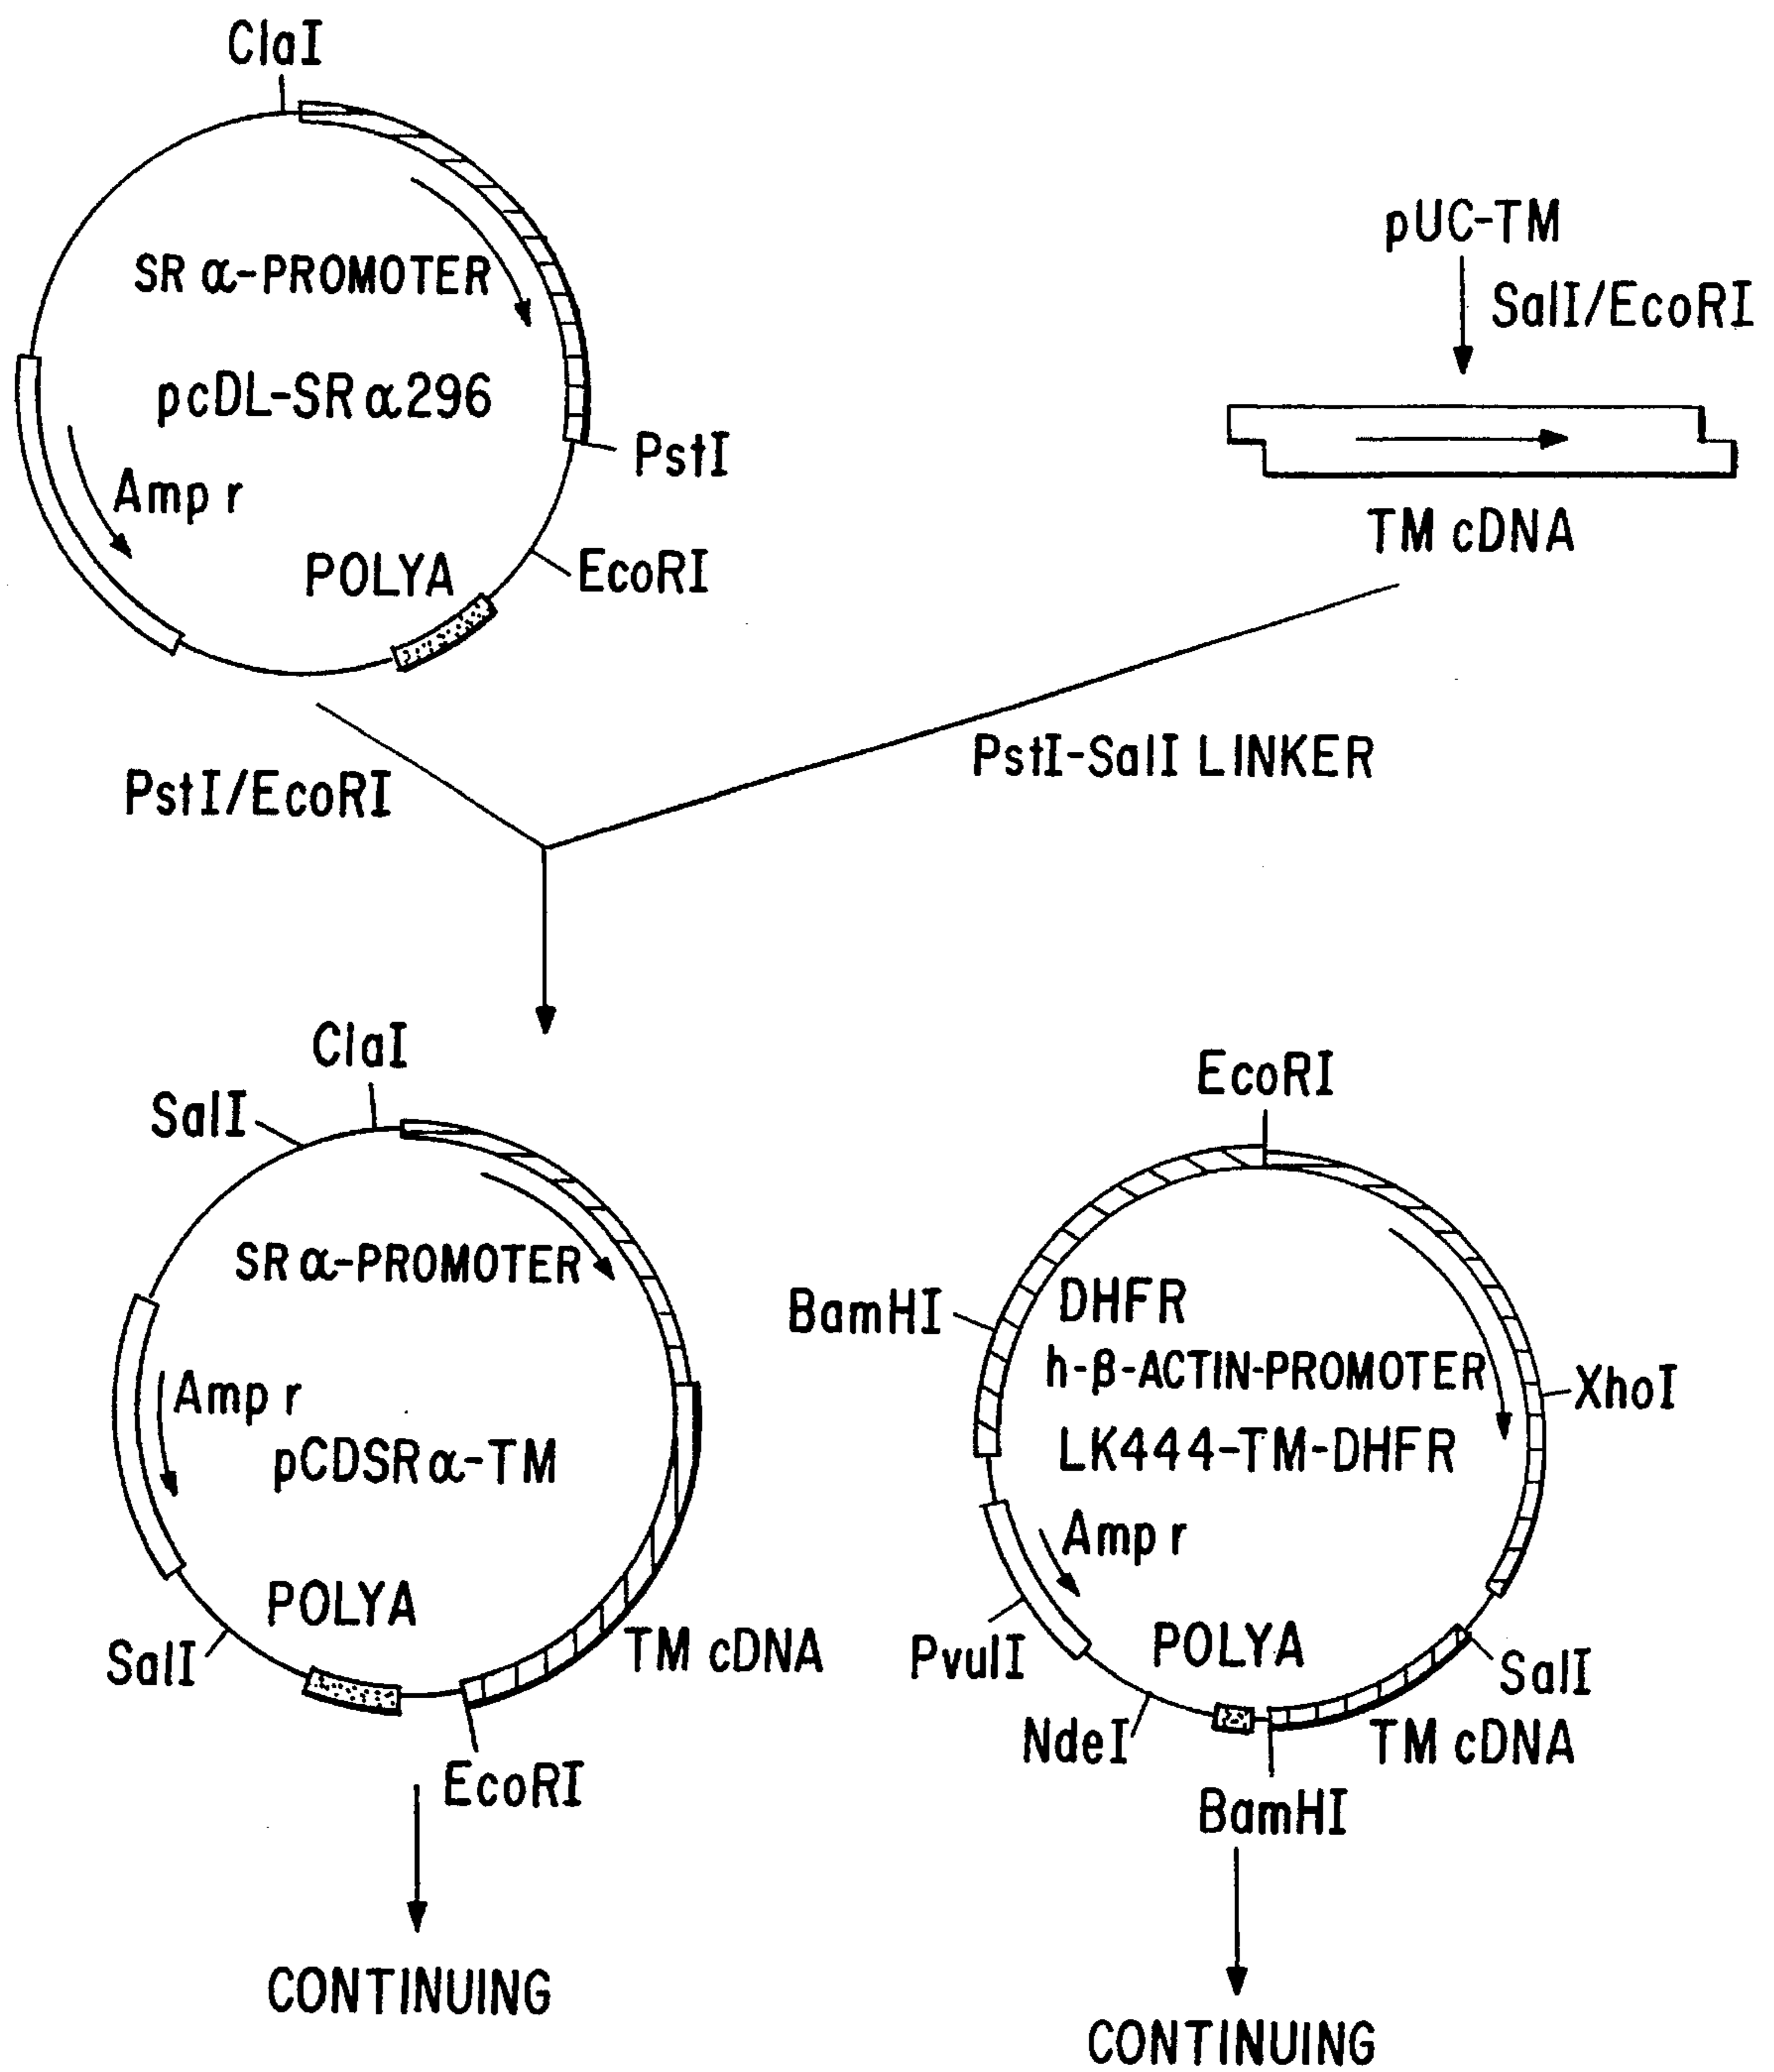 ClaI
SR α-PROMOTER
pcDL-SR α296
PstI
Amp r
POLYA
EcoRI
pUC-TM
SalI/EcoRI
TM cDNA
PstI/EcoRI
PstI-SalI LINKER
ClaI
SalI
SR α-PROMOTER
Amp r
pCDSR α-TM
POLYA
SalI
TM cDNA
EcoRI
CONTINUING
EcoRI
BamHI
DHFR
h-β-ACTIN-PROMOTER
XhoI
LK444-TM-DHFR
Amp r
PvuII
POLYA
SalI
NdeI
TM cDNA
BamHI
CONTINUING